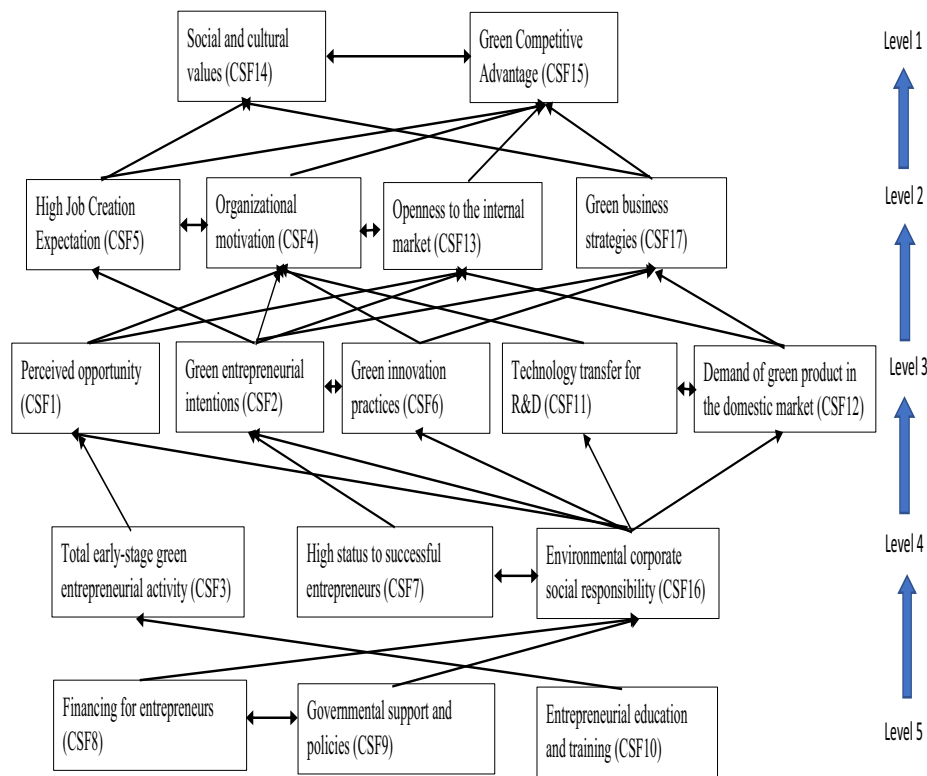 Social and cultural
values (CSF14)
Green Competitive
Advantage (CSF15)
Level 1
High Job Creation
Expectation (CSF5)
Organizational
motivation (CSF4)
Openness to the internal
market (CSF13)
Green business
strategies (CSF17)
Level 2
Perceived opportunity
(CSF1)
Green entrepreneurial
intentions (CSF2)
Green innovation
practices (CSF6)
Technology transfer for
R&D (CSF11)
Demand of green product in
the domestic market (CSF12)
Level 3
Total early-stage green
entrepreneurial activity (CSF3)
High status to successful
entrepreneurs (CSF7)
Environmental corporate
social responsibility (CSF16)
Level 4
Financing for entrepreneurs
(CSF8)
Governmental support and
policies (CSF9)
Entrepreneurial education
and training (CSF10)
Level 5